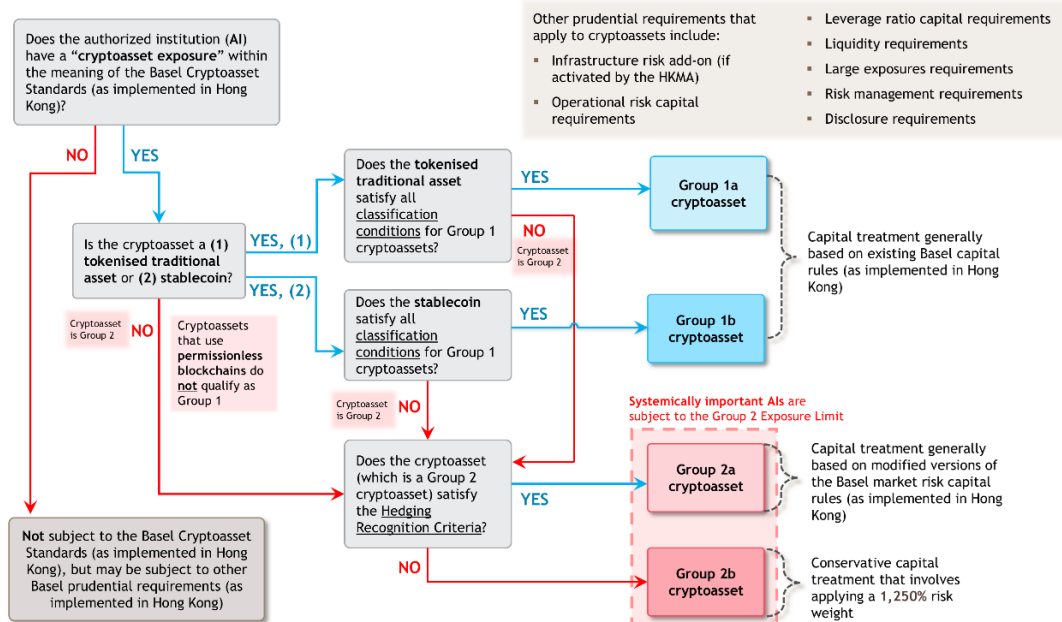 Does the authorized institution (AI)
have a “cryptoasset exposure” within
the meaning of the Basel Cryptoasset
Standards (as implemented in Hong
Kong)?
Other prudential requirements that
apply to cryptoassets include:
▪ Infrastructure risk add-on (if
activated by the HKMA)
▪ Operational risk capital
requirements
▪ Leverage ratio capital requirements
▪ Liquidity requirements
▪ Large exposures requirements
▪ Risk management requirements
▪ Disclosure requirements
NO
YES
Is the cryptoasset a (1)
tokenised traditional
asset or (2) stablecoin?
YES, (1)
YES, (2)
Does the tokenised
traditional asset
satisfy all
classification
conditions for Group 1
cryptoassets?
YES
NO
Cryptoasset
is Group 2
Group 1a
cryptoasset
Capital treatment generally
based on existing Basel capital
rules (as implemented in Hong
Kong)
Does the stablecoin
satisfy all
classification
conditions for Group 1
cryptoassets?
YES
Group 1b
cryptoasset
Cryptoasset
is Group 2
NO
Cryptoassets
that use
permissionless
blockchains do
not qualify as
Group 1
Cryptoasset
is Group 2
NO
Systemically important AIs are
subject to the Group 2 Exposure Limit
Does the cryptoasset
(which is a Group 2
cryptoasset) satisfy
the Hedging
Recognition Criteria?
YES
Group 2a
cryptoasset
Capital treatment generally
based on modified versions of
the Basel market risk capital
rules (as implemented in Hong
Kong)
NO
Group 2b
cryptoasset
Conservative capital
treatment that involves
applying a 1,250% risk
weight
Not subject to the Basel Cryptoasset
Standards (as implemented in Hong
Kong), but may be subject to other
Basel prudential requirements (as
implemented in Hong Kong)